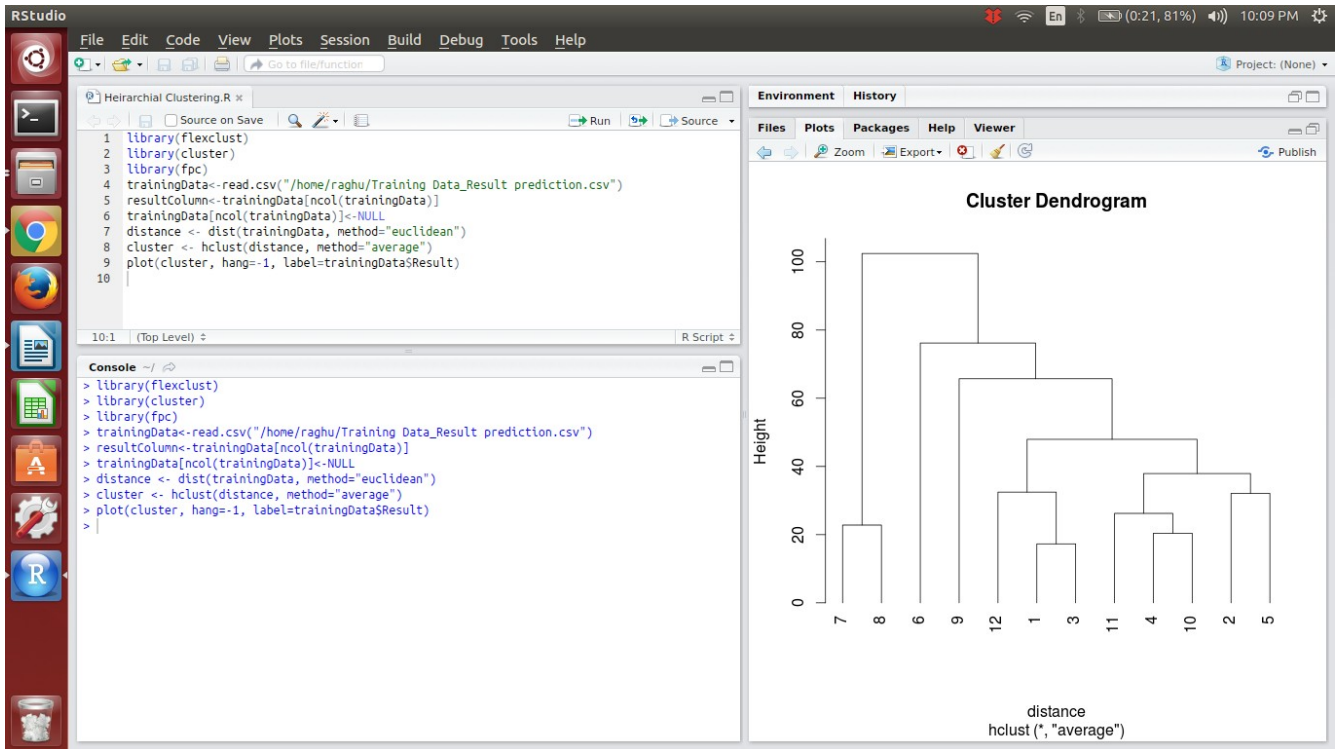 RStudio
En (0:21, 81%) 10:09 PM
File Edit Code View Plots Session Build Debug Tools Help
Go to file/function
Project: (None)
Heirarchial Clustering.R
Source on Save Run Source
1 library(flexclust)
2 library(cluster)
3 library(fpc)
4 trainingData<-read.csv("/home/raghu/Training Data_Result prediction.csv")
5 resultColumn<-trainingData[ncol(trainingData)]
6 trainingData[ncol(trainingData)]<-NULL
7 distance <- dist(trainingData, method="euclidean")
8 cluster <- hclust(distance, method="average")
9 plot(cluster, hang=-1, label=trainingData$Result)
10
10:1 (Top Level) R Script
Console ~/
> library(flexclust)
> library(cluster)
> library(fpc)
> trainingData<-read.csv("/home/raghu/Training Data_Result prediction.csv")
> resultColumn<-trainingData[ncol(trainingData)]
> trainingData[ncol(trainingData)]<-NULL
> distance <- dist(trainingData, method="euclidean")
> cluster <- hclust(distance, method="average")
> plot(cluster, hang=-1, label=trainingData$Result)
>
Environment History
Files Plots Packages Help Viewer
Zoom Export Publish
Cluster Dendrogram
Height
100
80
60
40
20
0
7 8 6 9 12 1 3 11 4 10 2 5
distance
hclust (*, "average")